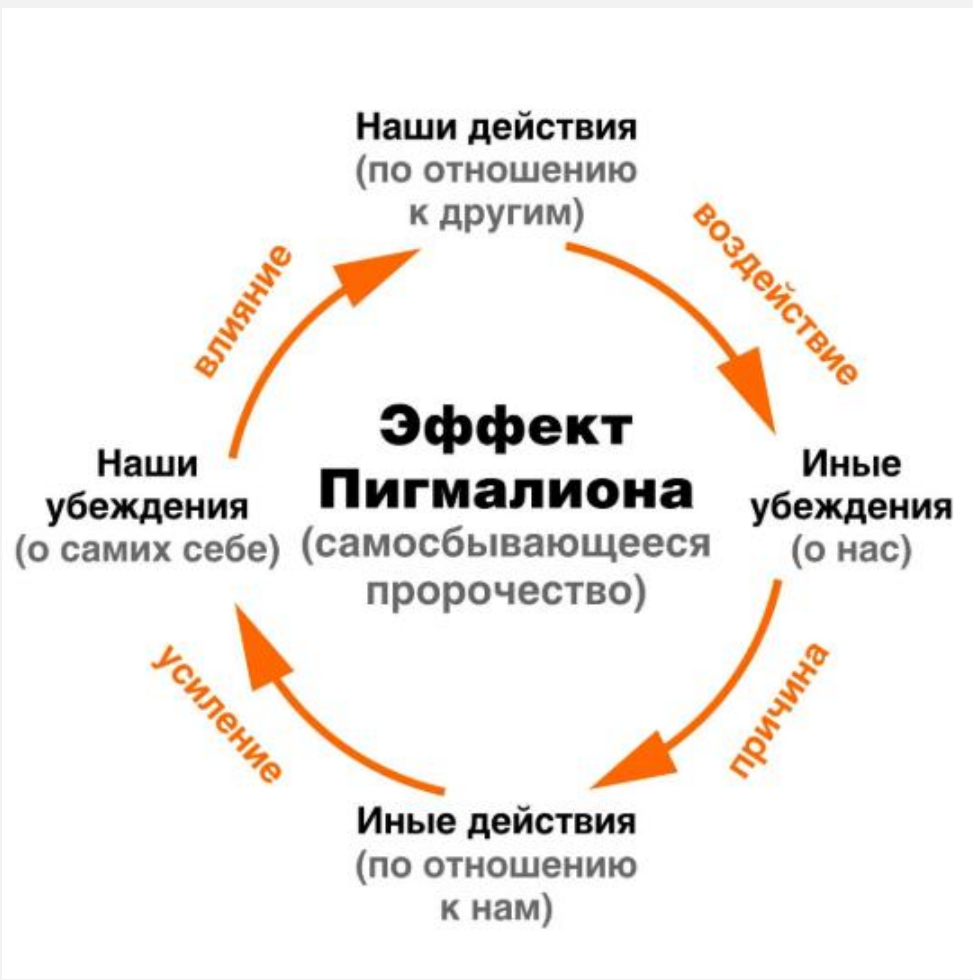 Наши действия
(по отношению
к другим)
влияние
воздействие
Эффект
Пигмалиона
(самосбывающееся
пророчество)
Наши
убеждения
(о самих себе)
Иные
убеждения
(о нас)
усиление
причина
Иные действия
(по отношению
к нам)